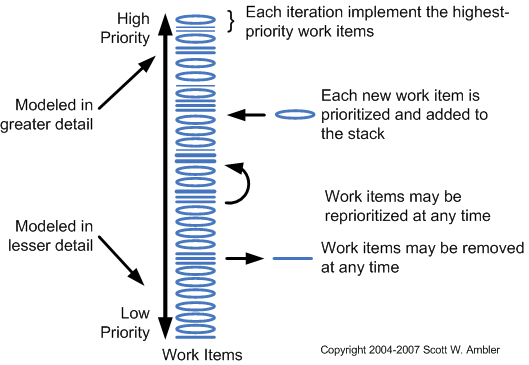 High
Priority
Each iteration implement the highest-
priority work items
Modeled in
greater detail
Each new work item is
prioritized and added to
the stack
Work items may be
reprioritized at any time
Modeled in
lesser detail
Work items may be removed
at any time
Low
Priority
Work Items
Copyright 2004-2007 Scott W. Ambler